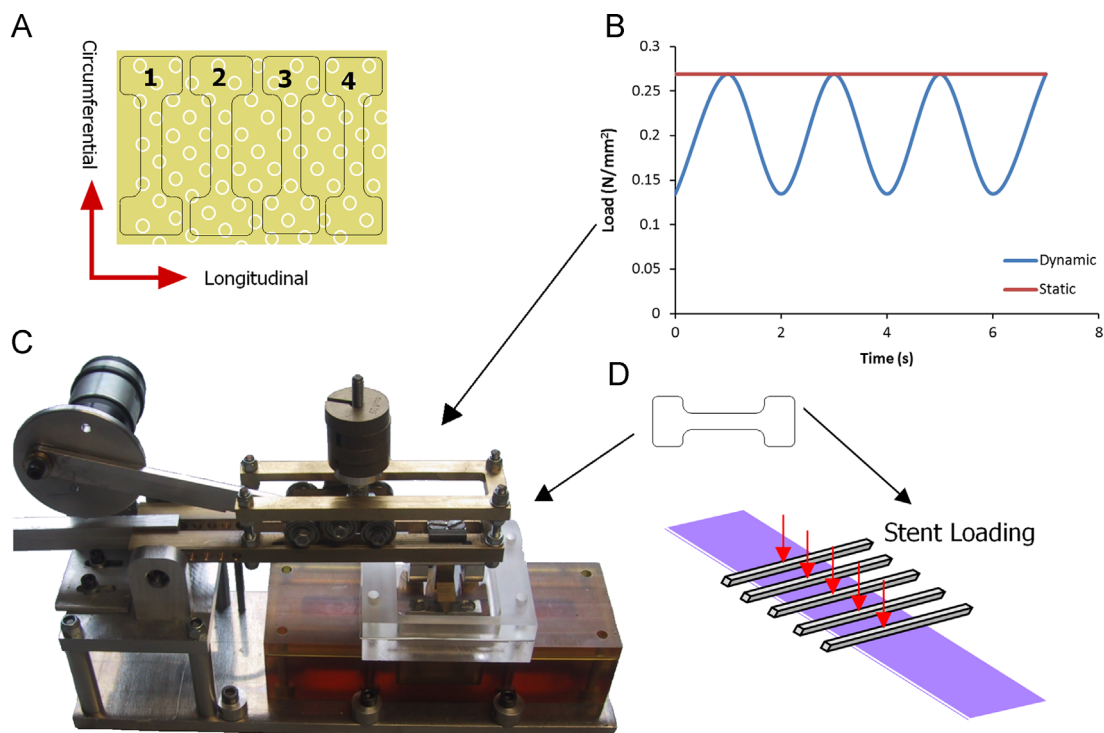 A
Circumferential
1 2 3 4
Longitudinal
B
Load (N/mm²)
0.3
0.25
0.2
0.15
0.1
0.05
0
0 2 4 6 8
Time (s)
Dynamic
Static
C
D
Stent Loading